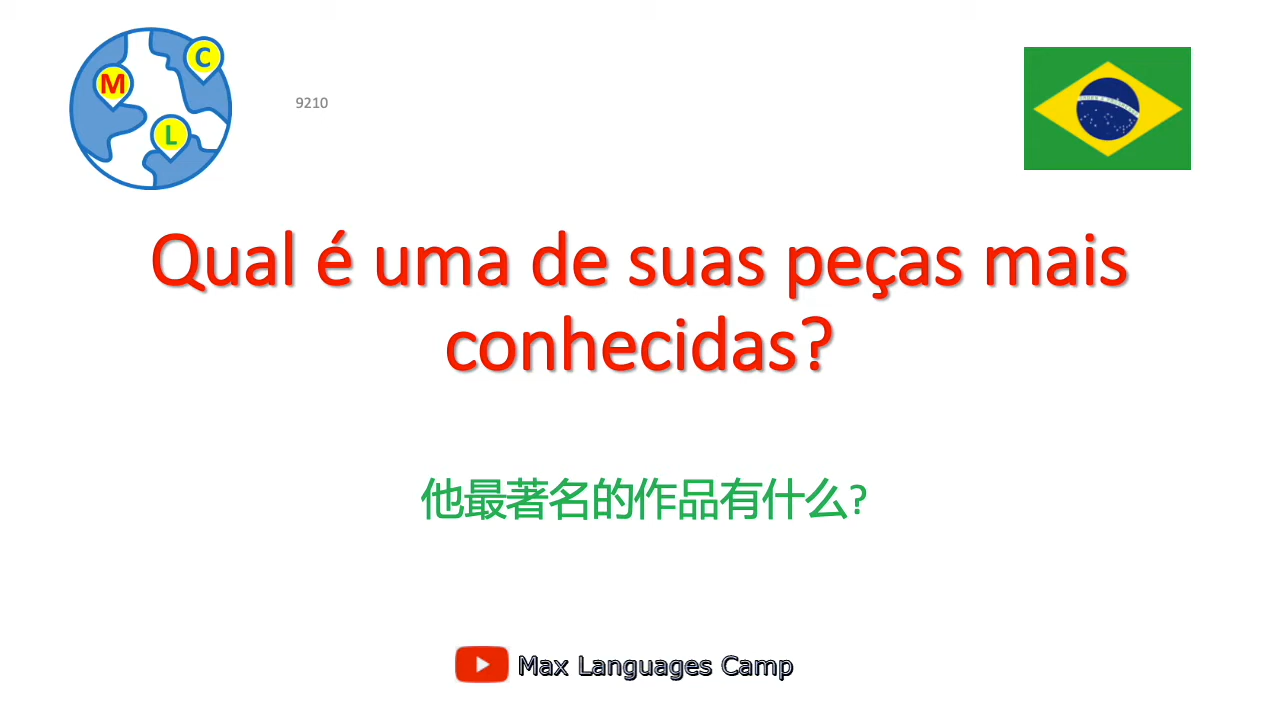 M
C
L
9210
Qual é uma de suas peças mais
conhecidas?
他最著名的作品有什么?
Max Languages Camp